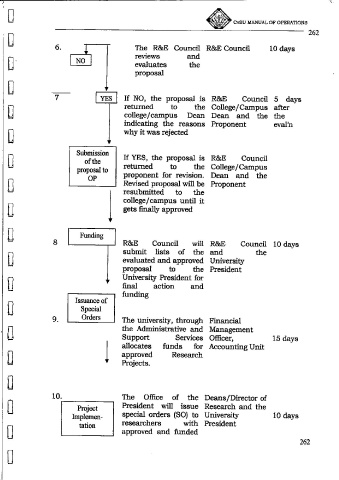 CMSU MANUAL OF OPERATIONS
262
6.
NO
The R&E Council R&E Council 10 days
reviews and
evaluates the
proposal
7
YES
If NO, the proposal is R&E Council 5 days
returned to the College/Campus after
college/campus Dean Dean and the the
indicating the reasons Proponent eval'n
why it was rejected
Submission
of the
proposal to
OP
If YES, the proposal is R&E Council
returned to the College/Campus
proponent for revision. Dean and the
Revised proposal will be Proponent
resubmitted to the
college/campus until it
gets finally approved
Funding
8
R&E Council will R&E Council 10 days
submit lists of the and the
evaluated and approved University
proposal to the President
University President for
final action and
funding
Issuance of
Special
Orders
9.
The university, through Financial
the Administrative and Management
Support Services Officer, 15 days
allocates funds for Accounting Unit
approved Research
Projects.
10.
Project
Implemen-
tation
The Office of the Deans/Director of
President will issue Research and the
special orders (SO) to University 10 days
researchers with President
approved and funded
262